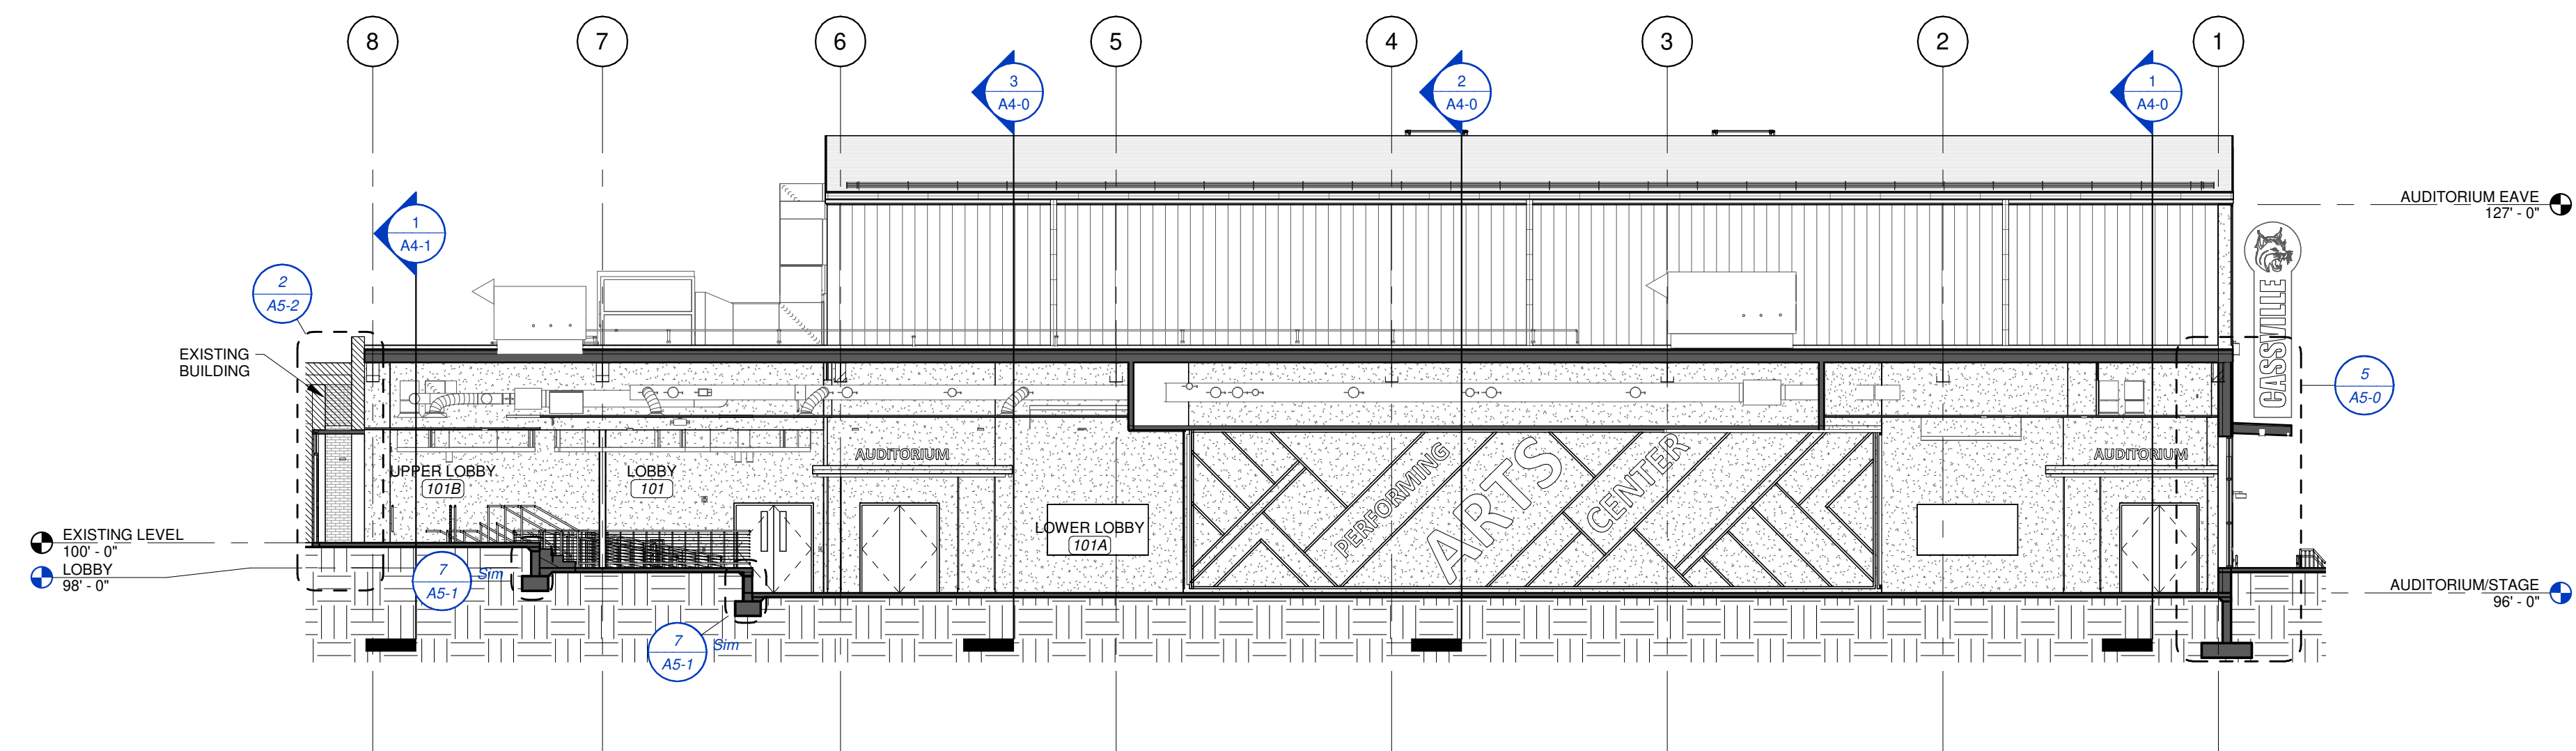 8 7 6 5 4 3 2 1
3
A4-0
2
A4-0
1
A4-0
1
A4-1
2
A5-2
EXISTING
BUILDING
AUDITORIUM EAVE
127' - 0"
CASSVILLE
5
A5-0
AUDITORIUM
AUDITORIUM
UPPER LOBBY
101B
LOBBY
101
LOWER LOBBY
101A
PERFORMING
ARTS
CENTER
EXISTING LEVEL
100' - 0"
LOBBY
98' - 0"
7
A5-1
Sim
7
A5-1
Sim
AUDITORIUM/STAGE
96' - 0"